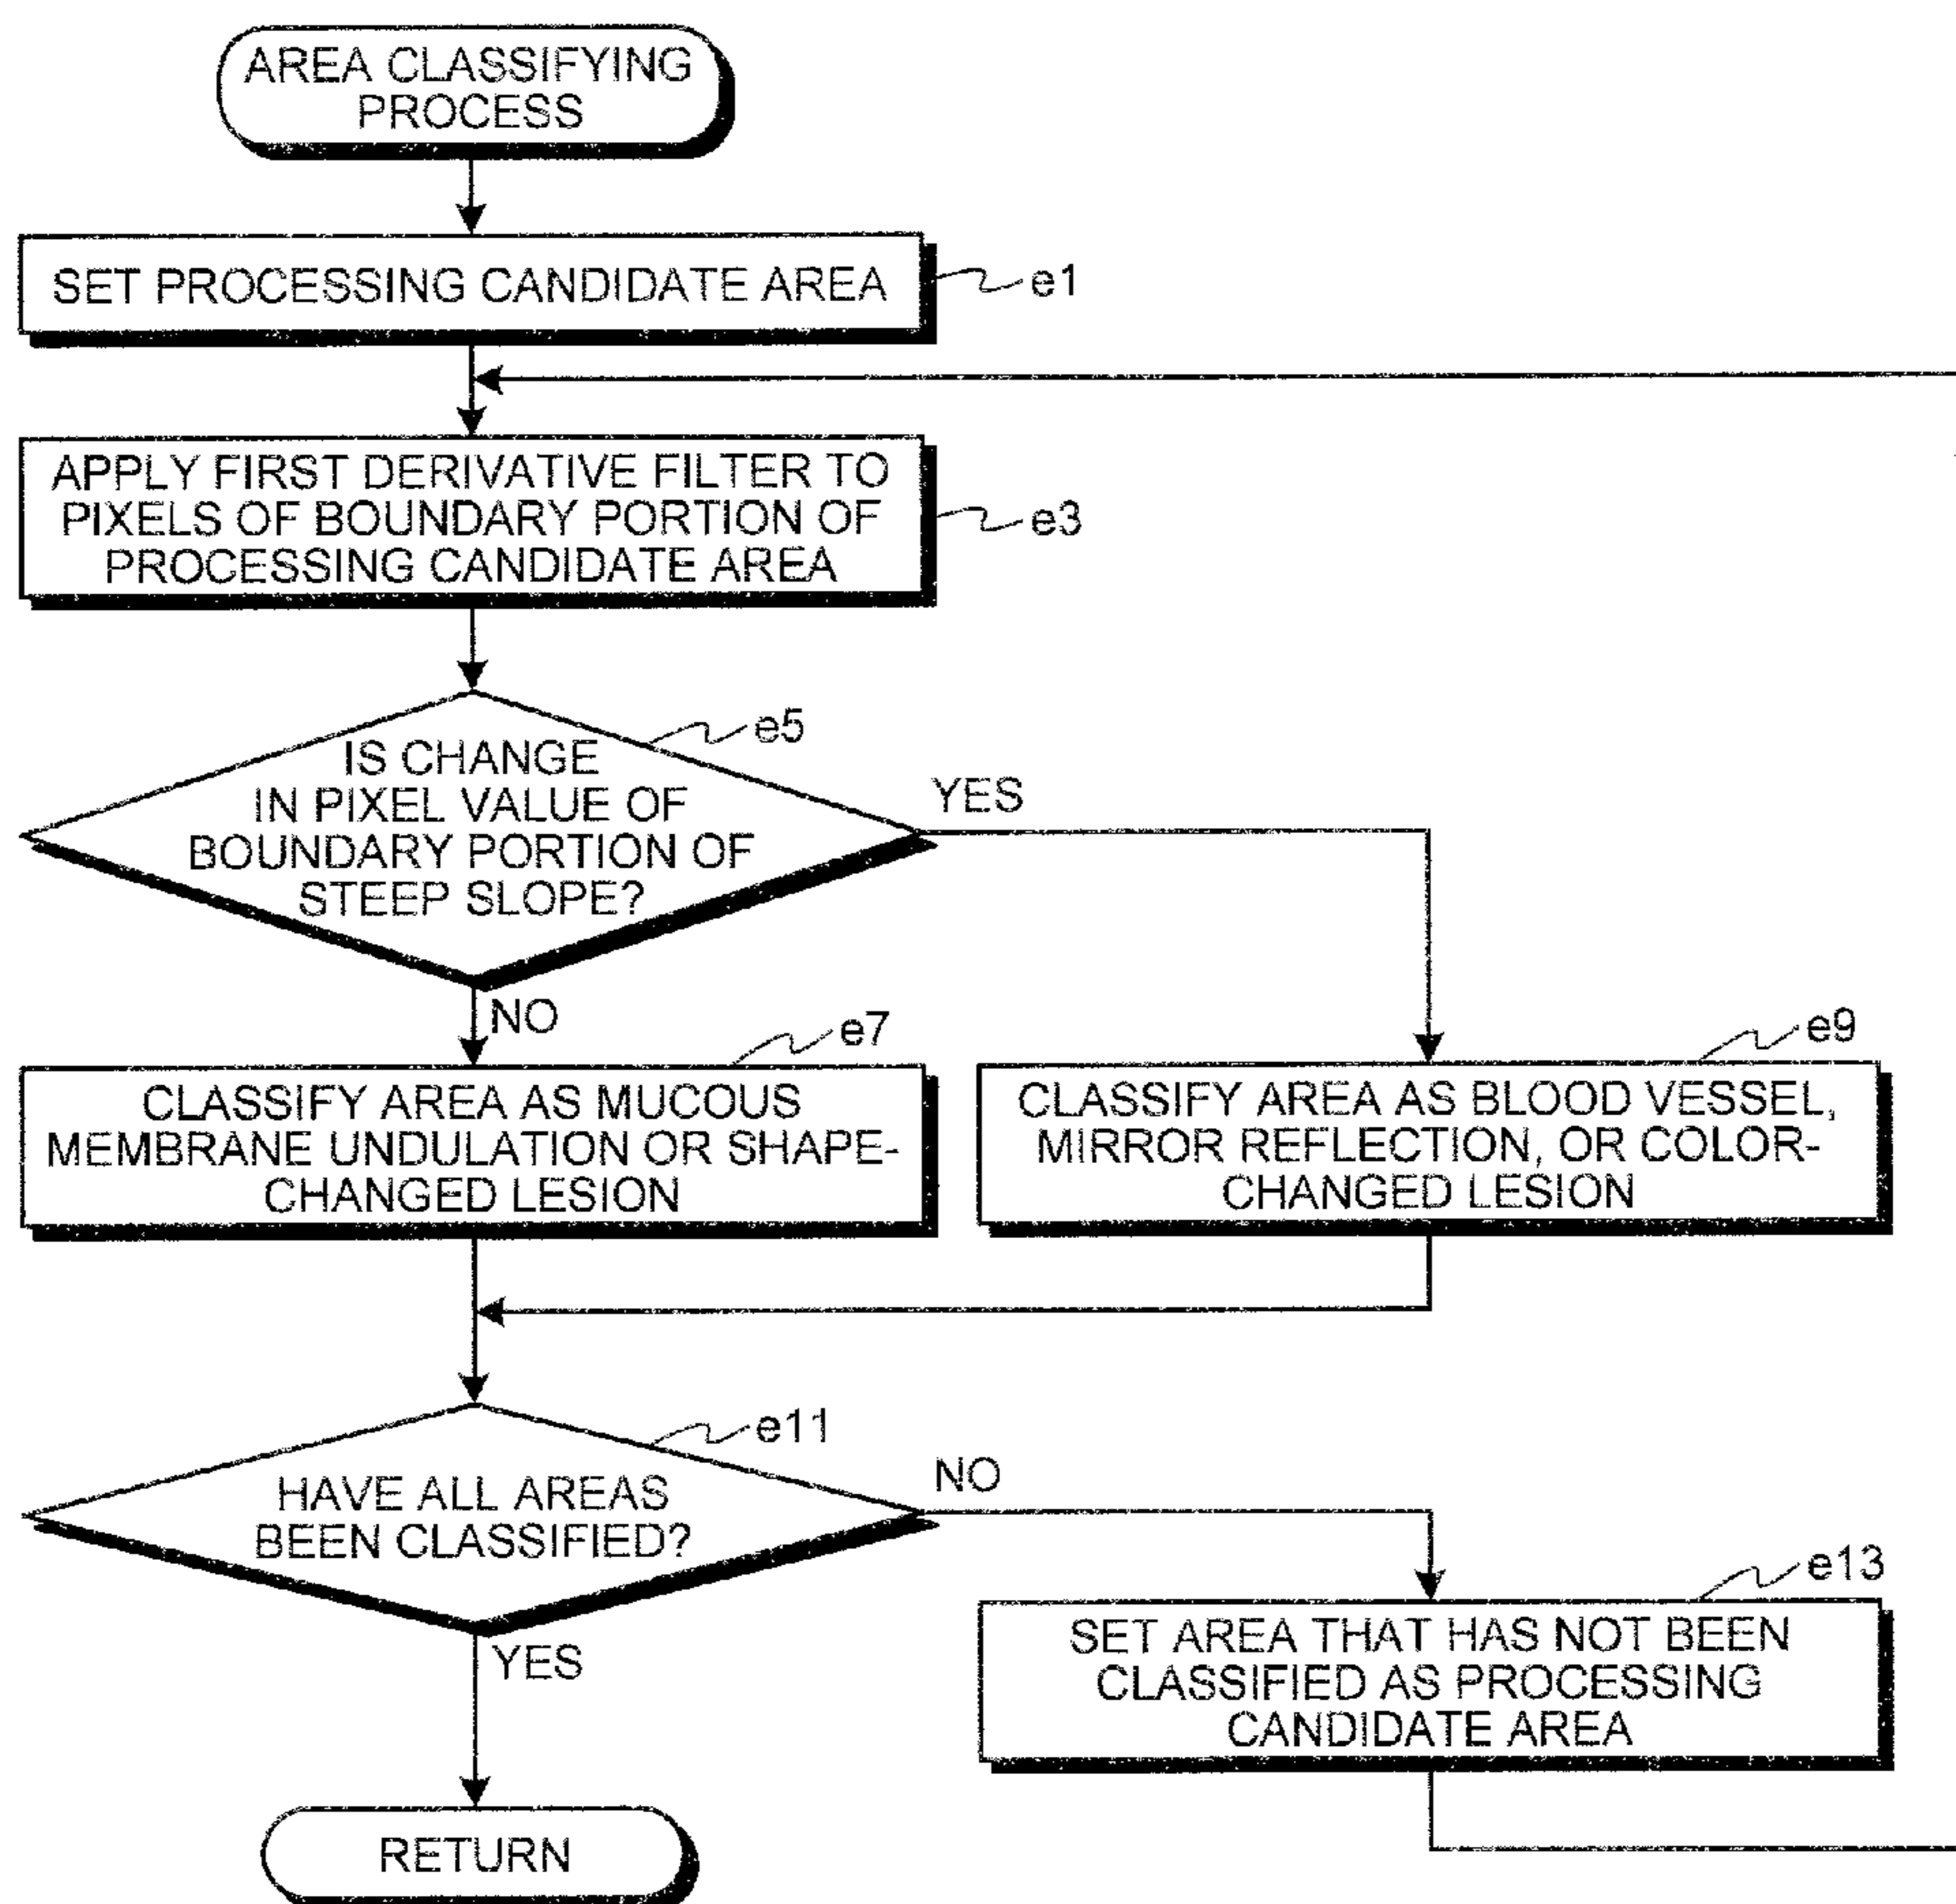 AREA CLASSIFYING
PROCESS
SET PROCESSING CANDIDATE AREA
e1
APPLY FIRST DERIVATIVE FILTER TO
PIXELS OF BOUNDARY PORTION OF
PROCESSING CANDIDATE AREA
e3
e5
IS CHANGE
IN PIXEL VALUE OF
BOUNDARY PORTION OF
STEEP SLOPE?
YES
NO
e7
CLASSIFY AREA AS MUCOUS
MEMBRANE UNDULATION OR SHAPE-
CHANGED LESION
e9
CLASSIFY AREA AS BLOOD VESSEL,
MIRROR REFLECTION, OR COLOR-
CHANGED LESION
e11
HAVE ALL AREAS
BEEN CLASSIFIED?
NO
YES
e13
SET AREA THAT HAS NOT BEEN
CLASSIFIED AS PROCESSING
CANDIDATE AREA
RETURN